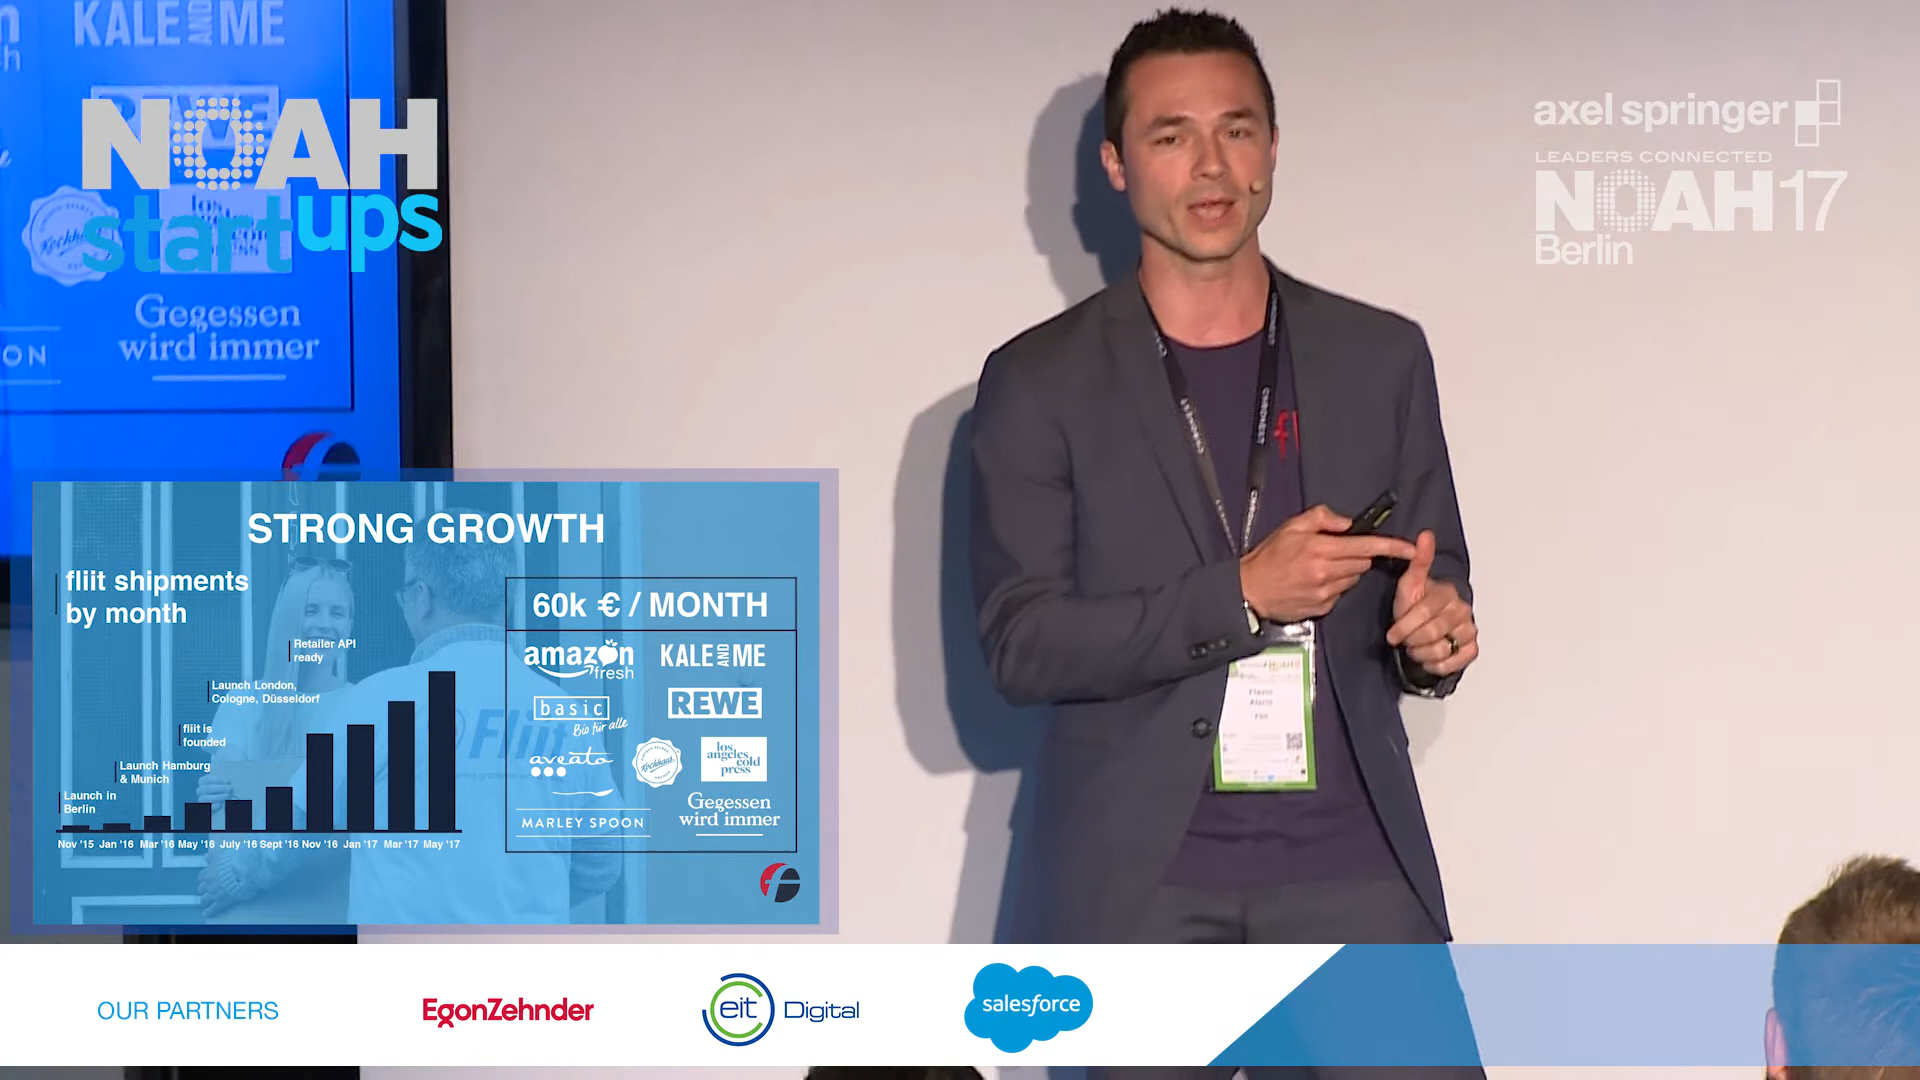 KALE AND ME
NOAH
startups
Gegessen
wird immer
ON
axel springer
LEADERS CONNECTED
NOAH17
Berlin
STRONG GROWTH
fliit shipments
by month
Retailer API
ready
Launch London,
Cologne, Düsseldorf
fliit is
founded
Launch Hamburg
& Munich
Launch in
Berlin
Nov '15 Jan '16 Mar '16 May '16 July '16 Sept '16 Nov '16 Jan '17 Mar '17 May '17
60k € / MONTH
amazon
fresh
KALE AND ME
basic
Bio für alle
REWE
aveato
Kochhaus
los
angeles
cold
press
MARLEY SPOON
Gegessen
wird immer
Fliit
fl
OUR PARTNERS
EgonZehnder
eit Digital
salesforce